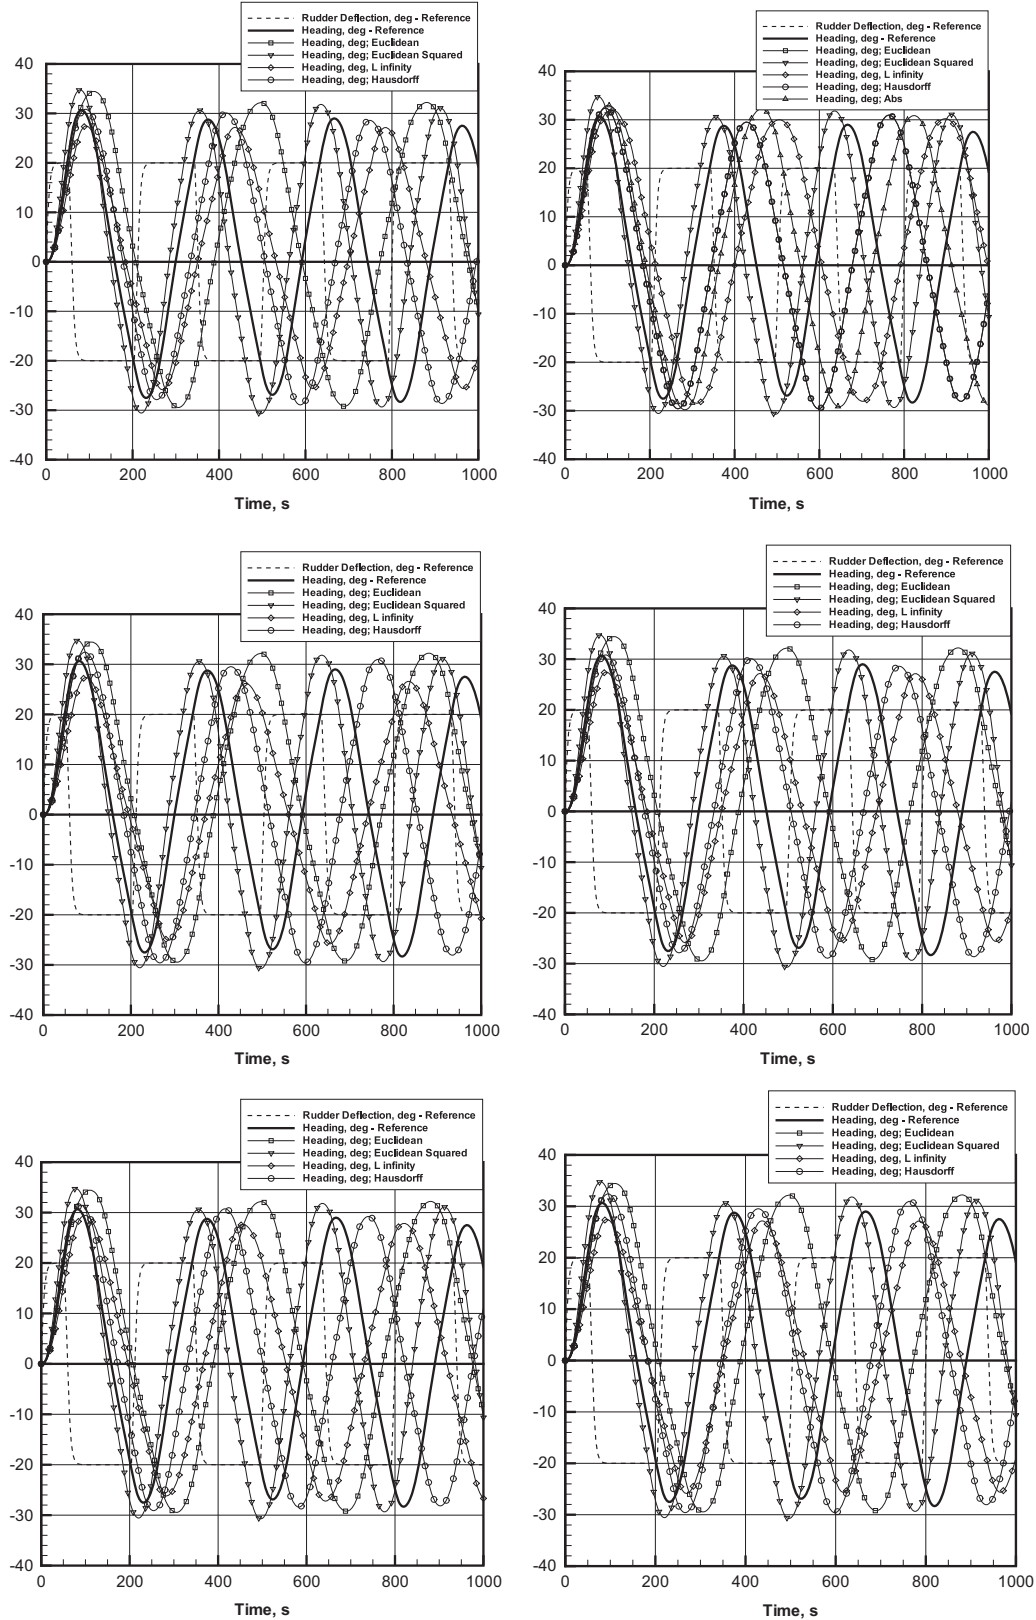 Rudder Deflection, deg - Reference
Heading, deg - Reference
Heading, deg; Euclidean
Heading, deg; Euclidean Squared
Heading, deg, L infinity
Heading, deg; Hausdorff
40
30
20
10
0
-10
-20
-30
-40
0 200 400 600 800 1000
Time, s
Rudder Deflection, deg - Reference
Heading, deg - Reference
Heading, deg; Euclidean
Heading, deg; Euclidean Squared
Heading, deg, L infinity
Heading, deg; Hausdorff
Heading, deg; Abs
40
30
20
10
0
-10
-20
-30
-40
0 200 400 600 800 1000
Time, s
Rudder Deflection, deg - Reference
Heading, deg - Reference
Heading, deg; Euclidean
Heading, deg; Euclidean Squared
Heading, deg, L infinity
Heading, deg; Hausdorff
40
30
20
10
0
-10
-20
-30
-40
0 200 400 600 800 1000
Time, s
Rudder Deflection, deg - Reference
Heading, deg - Reference
Heading, deg; Euclidean
Heading, deg; Euclidean Squared
Heading, deg, L infinity
Heading, deg; Hausdorff
40
30
20
10
0
-10
-20
-30
-40
0 200 400 600 800 1000
Time, s
Rudder Deflection, deg - Reference
Heading, deg - Reference
Heading, deg; Euclidean
Heading, deg; Euclidean Squared
Heading, deg, L infinity
Heading, deg; Hausdorff
40
30
20
10
0
-10
-20
-30
-40
0 200 400 600 800 1000
Time, s
Rudder Deflection, deg - Reference
Heading, deg - Reference
Heading, deg; Euclidean
Heading, deg; Euclidean Squared
Heading, deg, L infinity
Heading, deg; Hausdorff
40
30
20
10
0
-10
-20
-30
-40
0 200 400 600 800 1000
Time, s